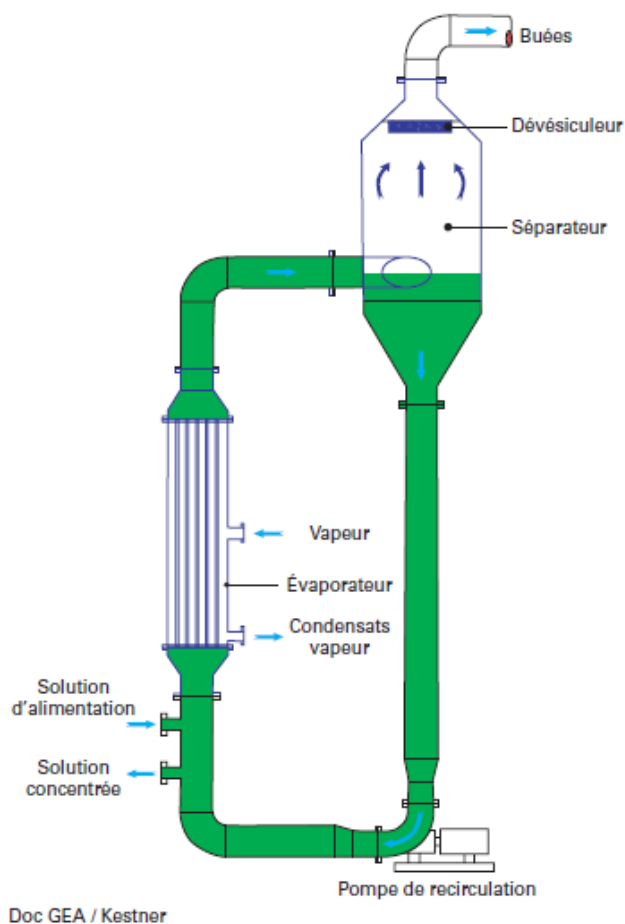 Buées
Dévésiculeur
Séparateur
Vapeur
Évaporateur
Condensats
vapeur
Solution
d'alimentation
Solution
concentrée
Pompe de recirculation
Doc GEA / Kestner